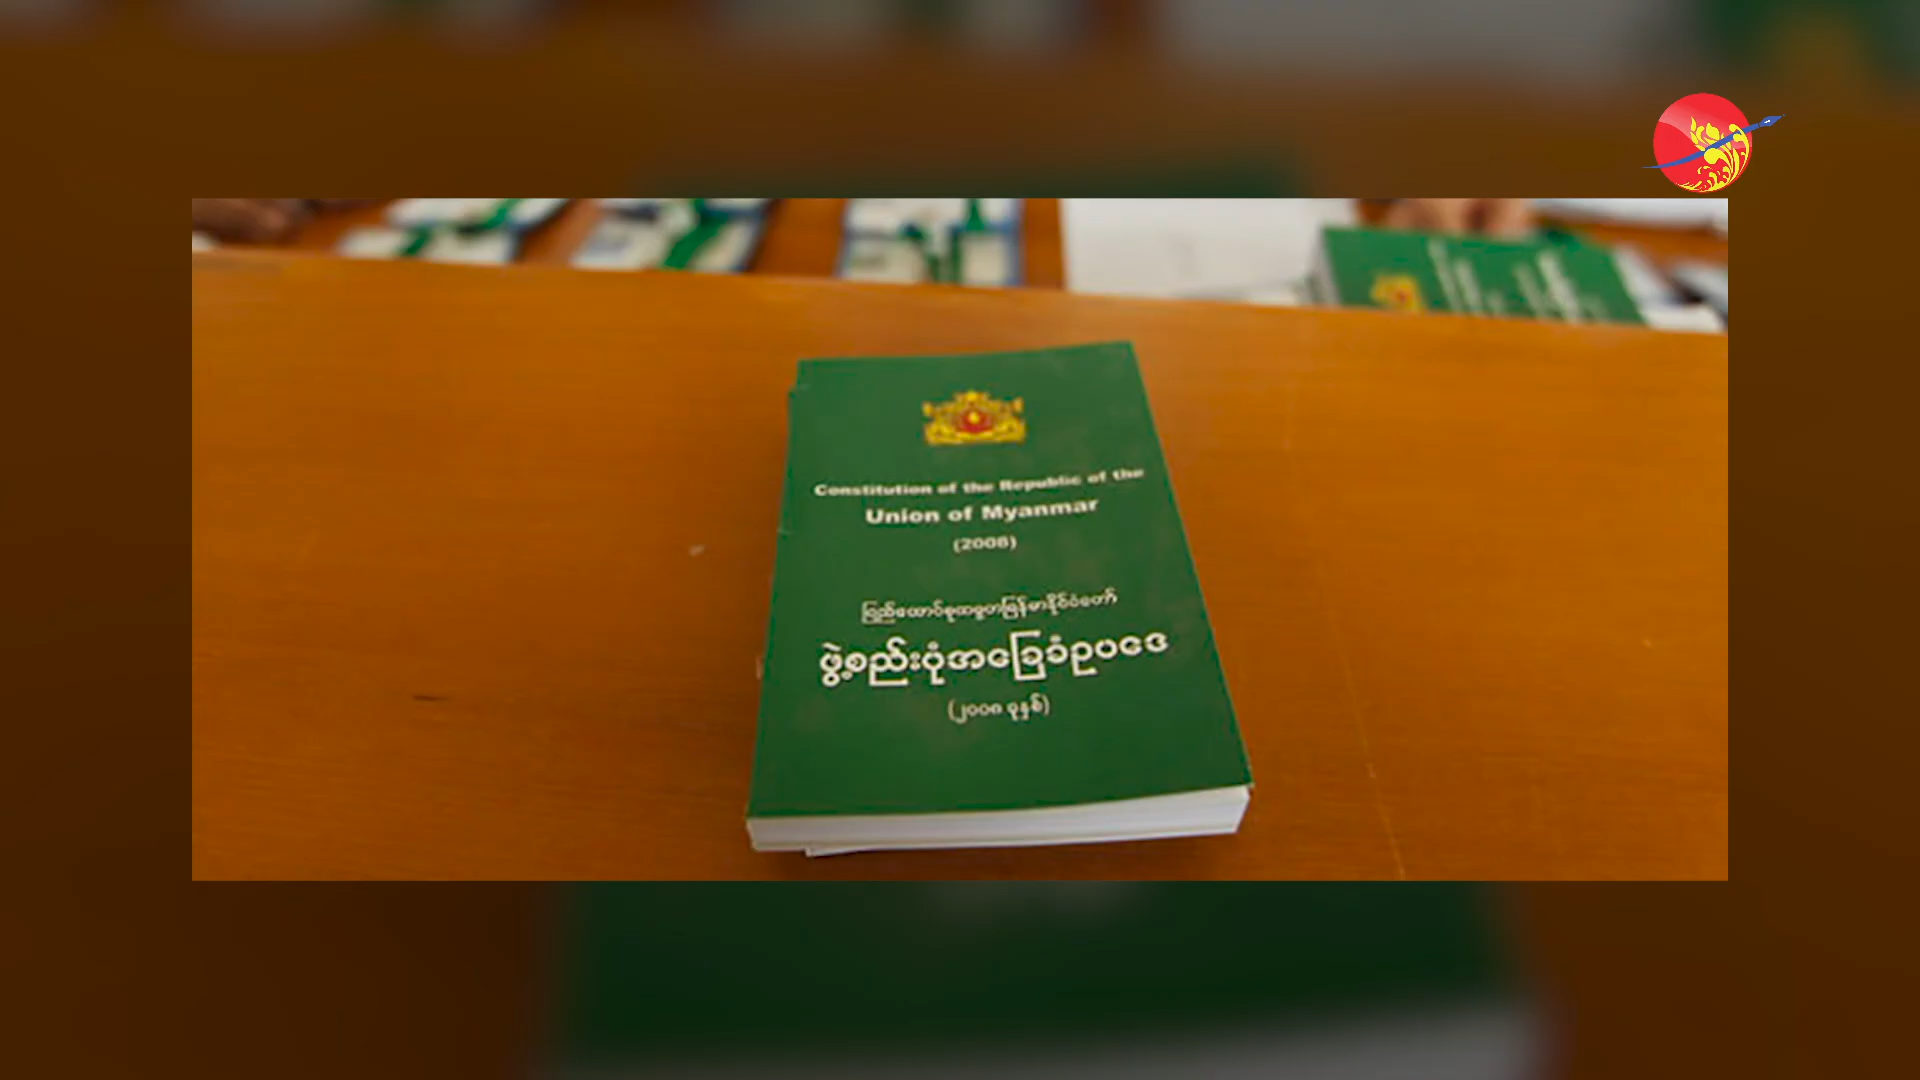 Constitution of the Republic of the
Union of Myanmar
(2008)
ပြည်ထောင်စုသမ္မတမြန်မာနိုင်ငံတော်
ဖွဲ့စည်းပုံအခြေခံဥပဒေ
(၂၀၀၈ ခုနှစ်)